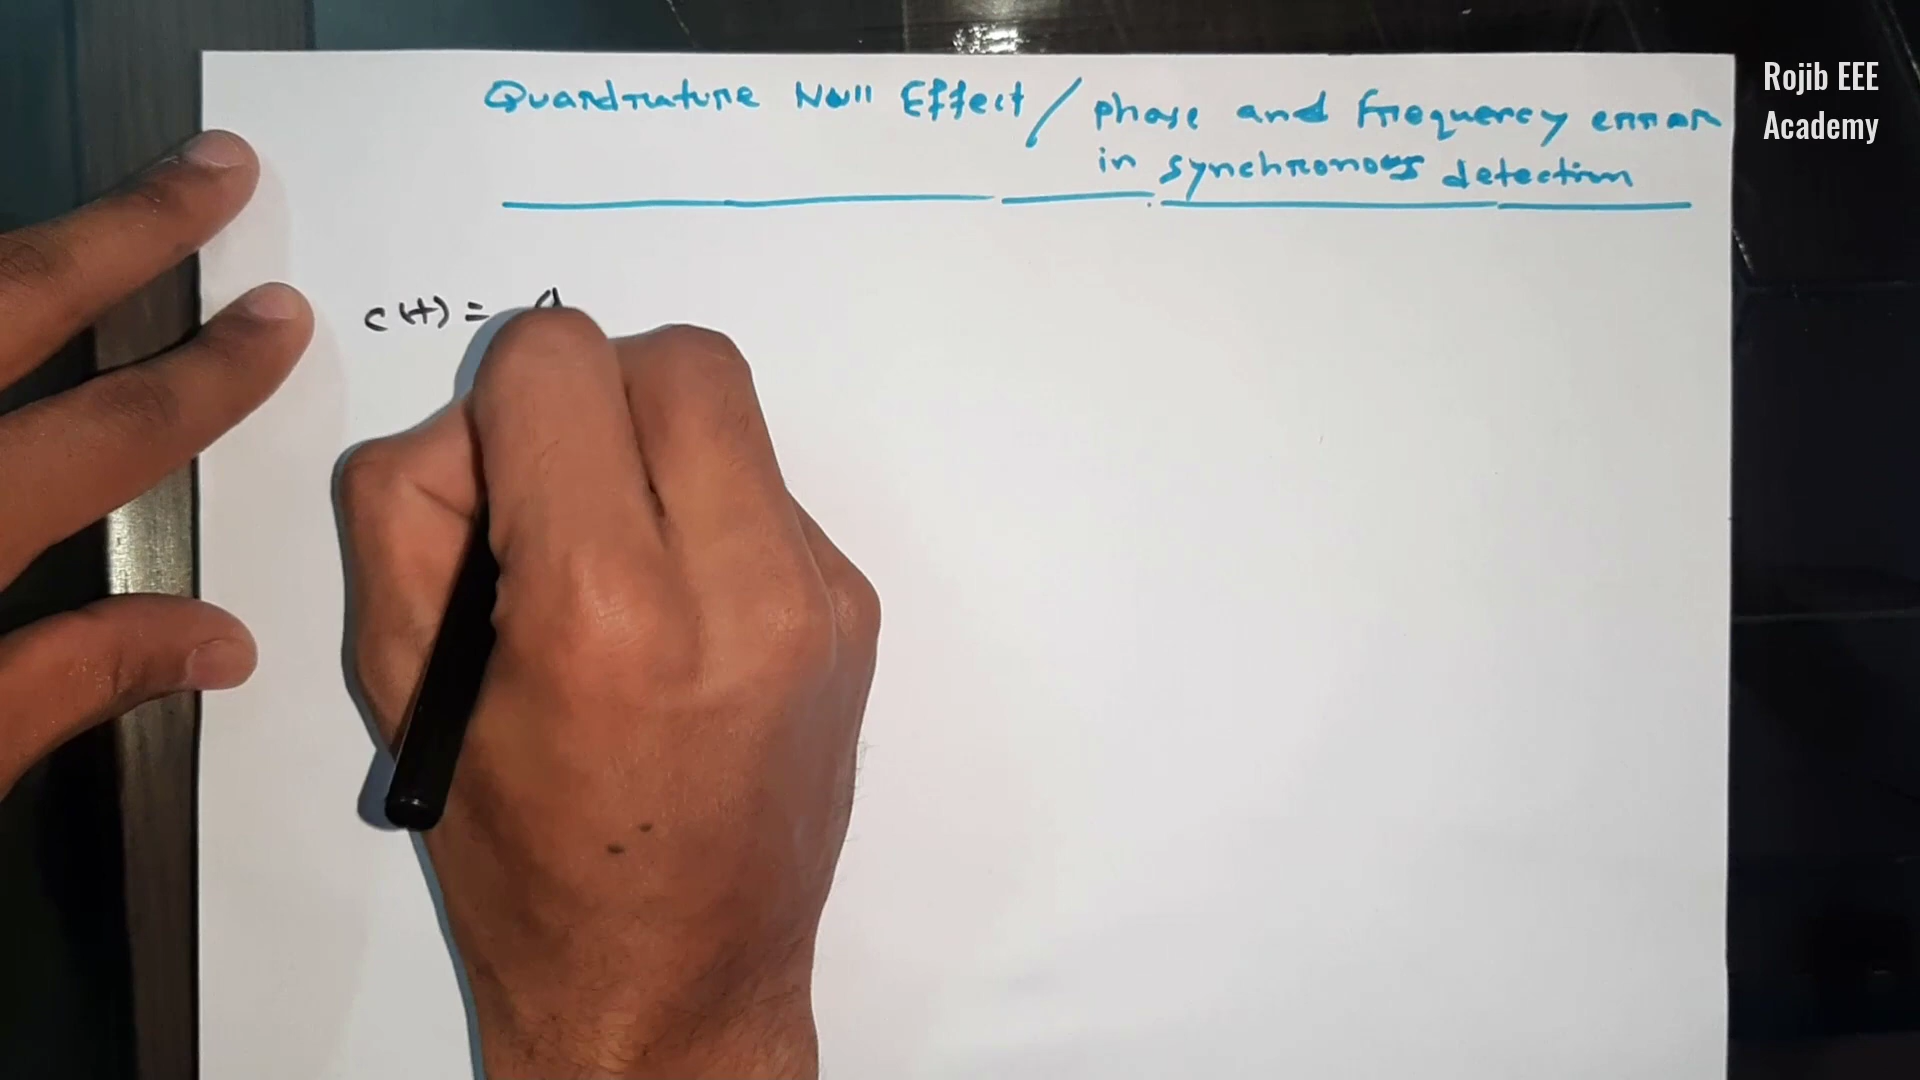 Quardrature Null Effect / phase and frequency error
in synchronous detection
c(t) =
Rojib EEE
Academy